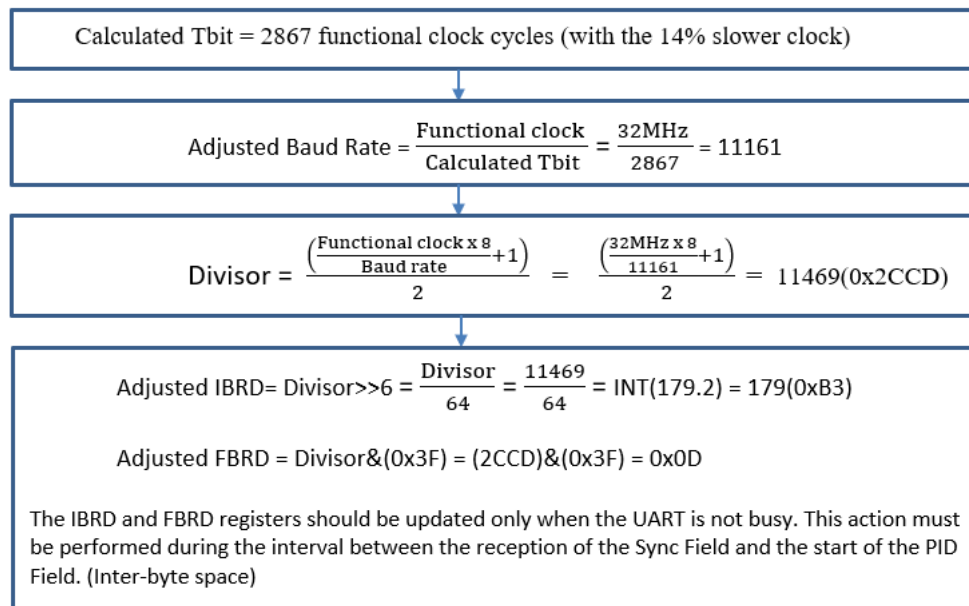 Calculated Tbit = 2867 functional clock cycles (with the 14% slower clock)
Adjusted Baud Rate = Functional clock / Calculated Tbit = 32MHz / 2867 = 11161
Divisor = ((Functional clock x 8 / Baud rate + 1) / 2) = ((32MHz x 8 / 11161 + 1) / 2) = 11469(0x2CCD)
Adjusted IBRD= Divisor>>6 = Divisor / 64 = 11469 / 64 = INT(179.2) = 179(0xB3)
Adjusted FBRD = Divisor&(0x3F) = (2CCD)&(0x3F) = 0x0D
The IBRD and FBRD registers should be updated only when the UART is not busy. This action must
be performed during the interval between the reception of the Sync Field and the start of the PID
Field. (Inter-byte space)